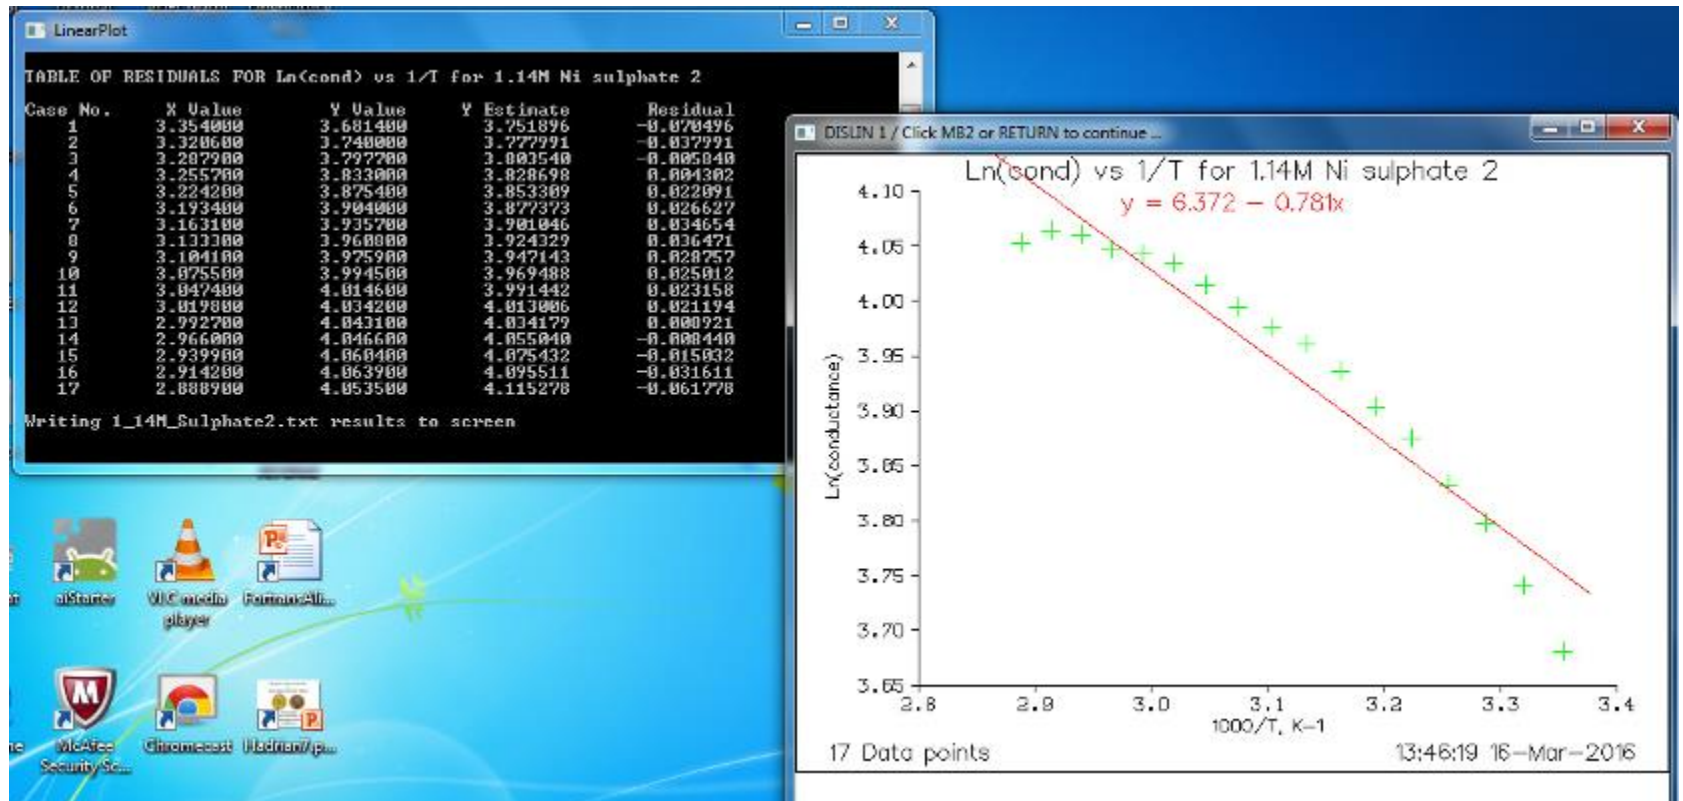 LinearPlot
TABLE OF RESIDUALS FOR Ln(cond) vs 1/T for 1.14M Ni sulphate 2
Case No. X Value Y Value Y Estimate Residual
1 3.354000 3.681400 3.751896 -0.070496
2 3.320600 3.740000 3.777991 -0.037991
3 3.287900 3.797700 3.803540 -0.005840
4 3.255700 3.833000 3.828698 0.004302
5 3.224200 3.875400 3.853309 0.022091
6 3.193400 3.904000 3.877373 0.026627
7 3.163100 3.935700 3.901046 0.034654
8 3.133300 3.960800 3.924329 0.036471
9 3.104100 3.975900 3.947143 0.028757
10 3.075500 3.994500 3.969488 0.025012
11 3.047400 4.014600 3.991442 0.023158
12 3.019800 4.034200 4.013006 0.021194
13 2.992700 4.043100 4.034179 0.008921
14 2.966000 4.046600 4.055040 -0.008440
15 2.939900 4.060400 4.075432 -0.015032
16 2.914200 4.063900 4.095511 -0.031611
17 2.888900 4.053500 4.115278 -0.061778
Writing 1_14M_Sulphate2.txt results to screen
DISLIN 1 / Click MB2 or RETURN to continue ...
Ln(cond) vs 1/T for 1.14M Ni sulphate 2
y = 6.372 - 0.781x
4.10
4.05
4.00
3.95
3.90
3.85
3.80
3.75
3.70
3.65
Ln(conductance)
2.8 2.9 3.0 3.1 3.2 3.3 3.4
1000/T, K-1
17 Data points 13:46:19 16-Mar-2016
aiStarter
VLC media player
FortransAli...
McAfee Security Sc...
Chromecast
Hadrian7.p...